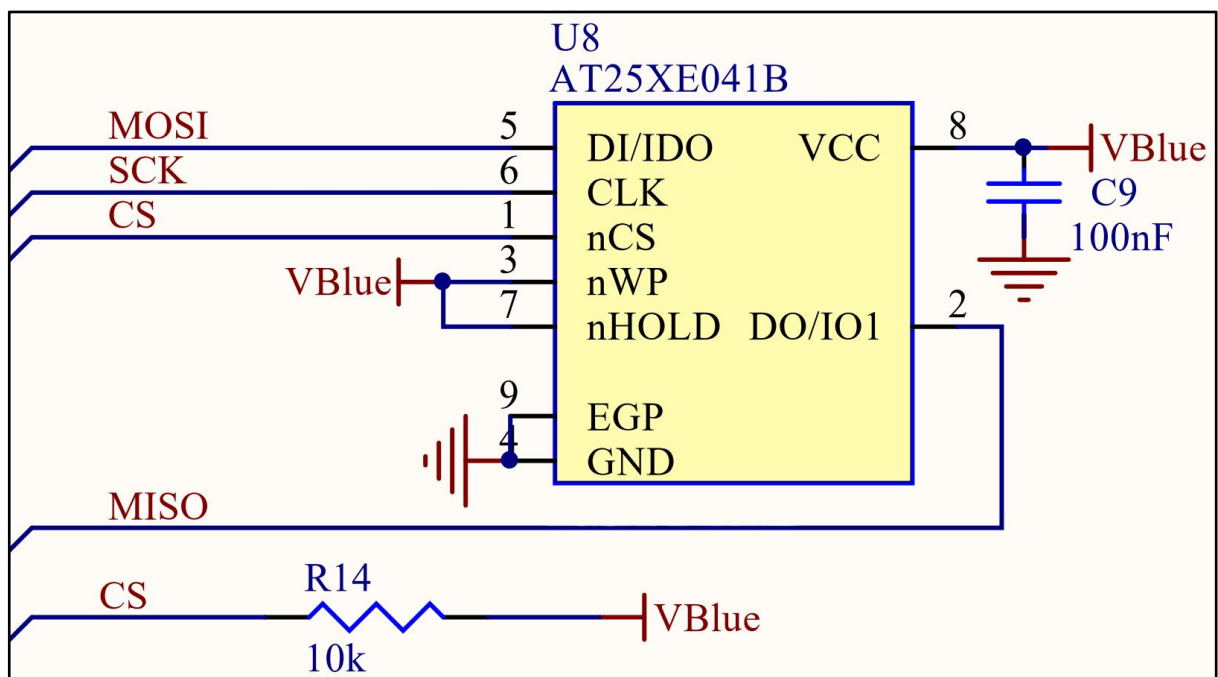 U8
AT25XE041B
MOSI 5 DI/IDO VCC 8 VBlue
SCK 6 CLK C9
CS 1 nCS 100nF
VBlue 3 nWP
7 nHOLD DO/IO1 2
9 EGP
4 GND
MISO
CS R14 VBlue
10k